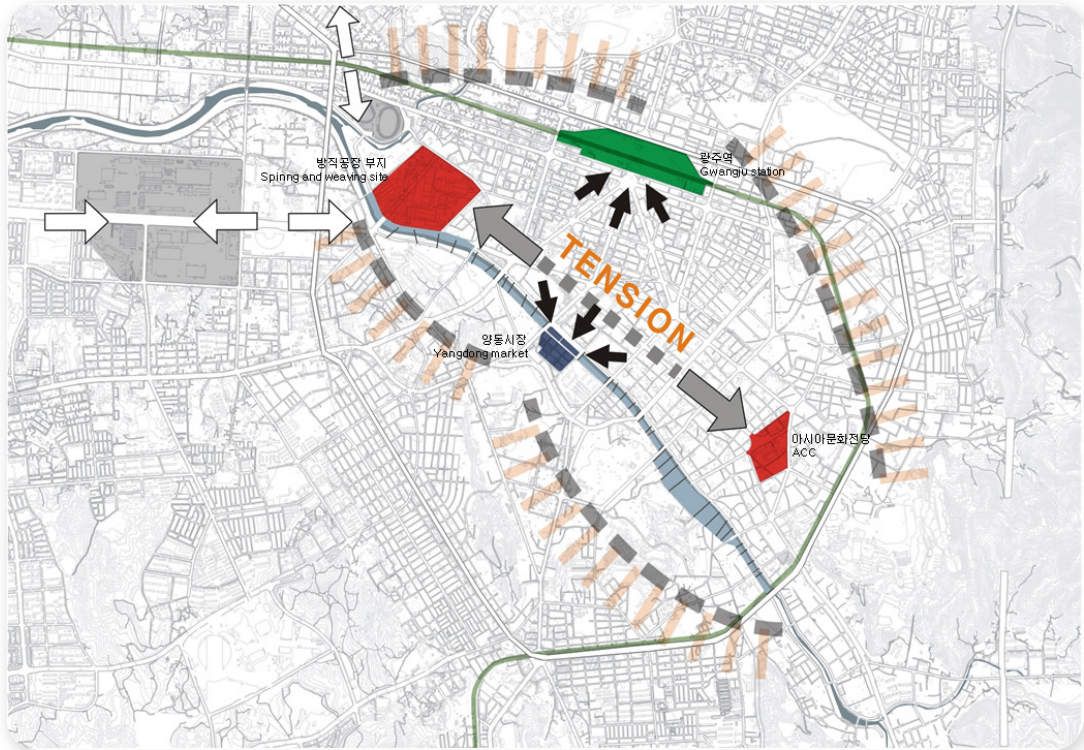 방직공장 부지
Spinng and weaving site
광주역
Gwangju station
TENSION
양동시장
Yangdong market
아시아문화전당
ACC